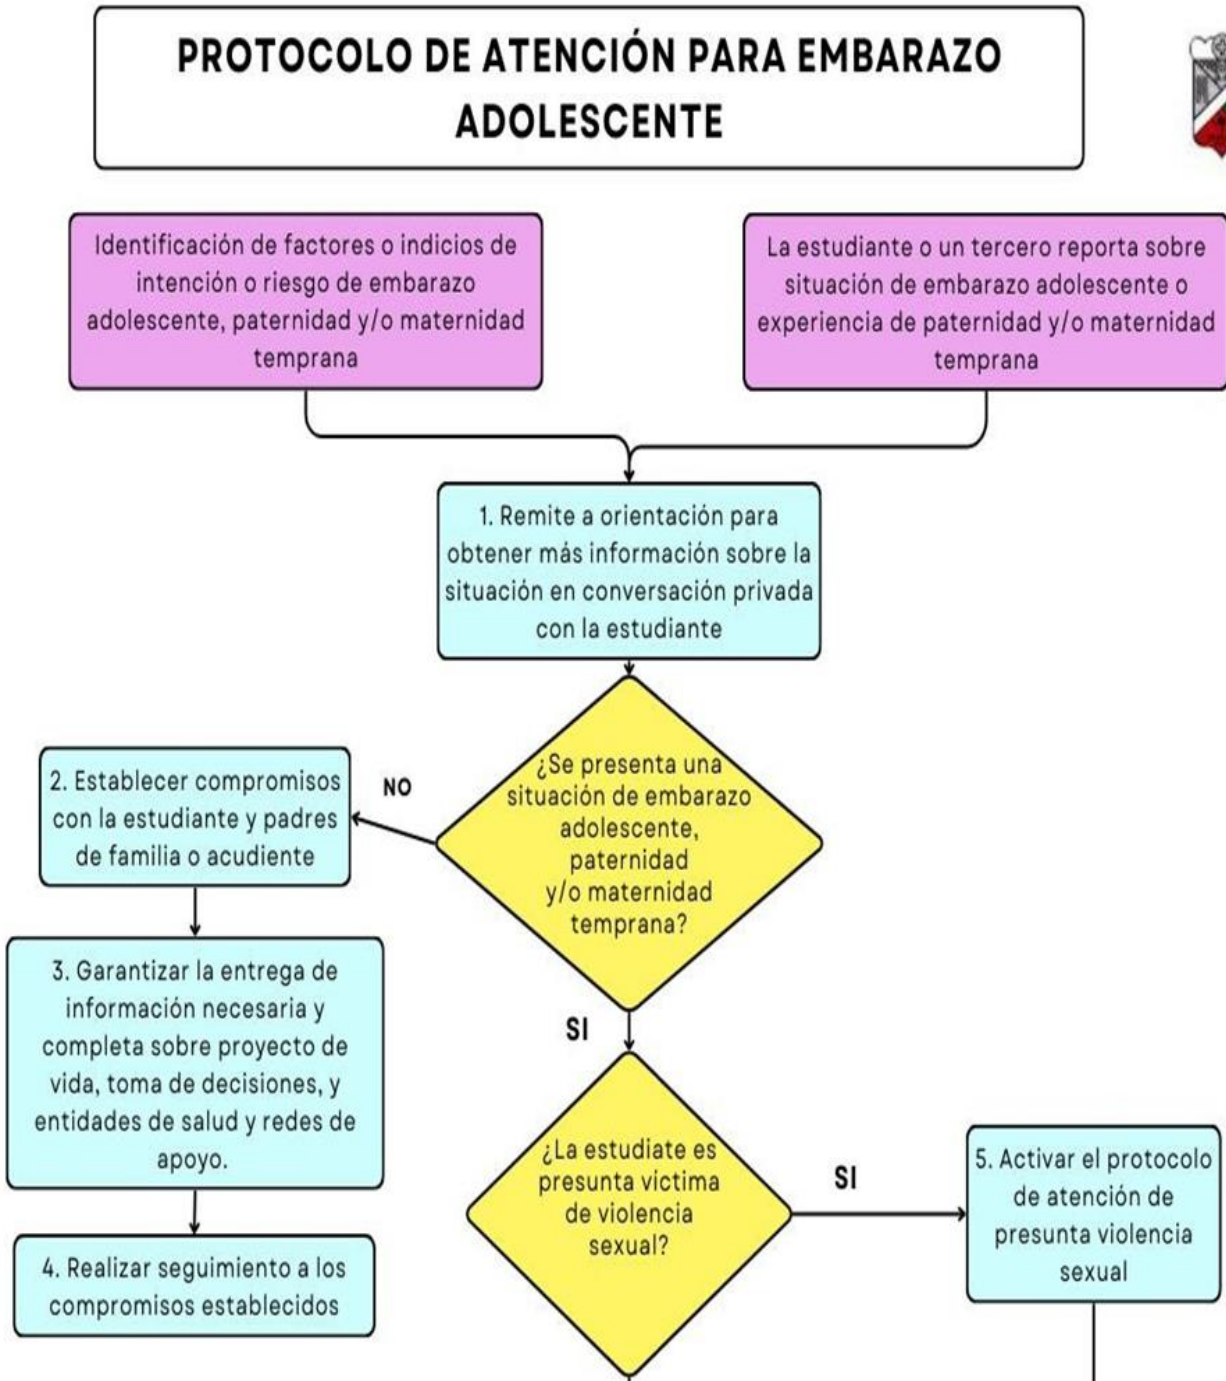 PROTOCOLO DE ATENCIÓN PARA EMBARAZO
ADOLESCENTE
Identificación de factores o indicios de
intención o riesgo de embarazo
adolescente, paternidad y/o maternidad
temprana
La estudiante o un tercero reporta sobre
situación de embarazo adolescente o
experiencia de paternidad y/o maternidad
temprana
1. Remite a orientación para
obtener más información sobre la
situación en conversación privada
con la estudiante
¿Se presenta una
situación de embarazo
adolescente,
paternidad
y/o maternidad
temprana?
NO
2. Establecer compromisos
con la estudiante y padres
de familia o acudiente
3. Garantizar la entrega de
información necesaria y
completa sobre proyecto de
vida, toma de decisiones, y
entidades de salud y redes de
apoyo.
4. Realizar seguimiento a los
compromisos establecidos
SI
¿La estudiate es
presunta victima
de violencia
sexual?
SI
5. Activar el protocolo
de atención de
presunta violencia
sexual